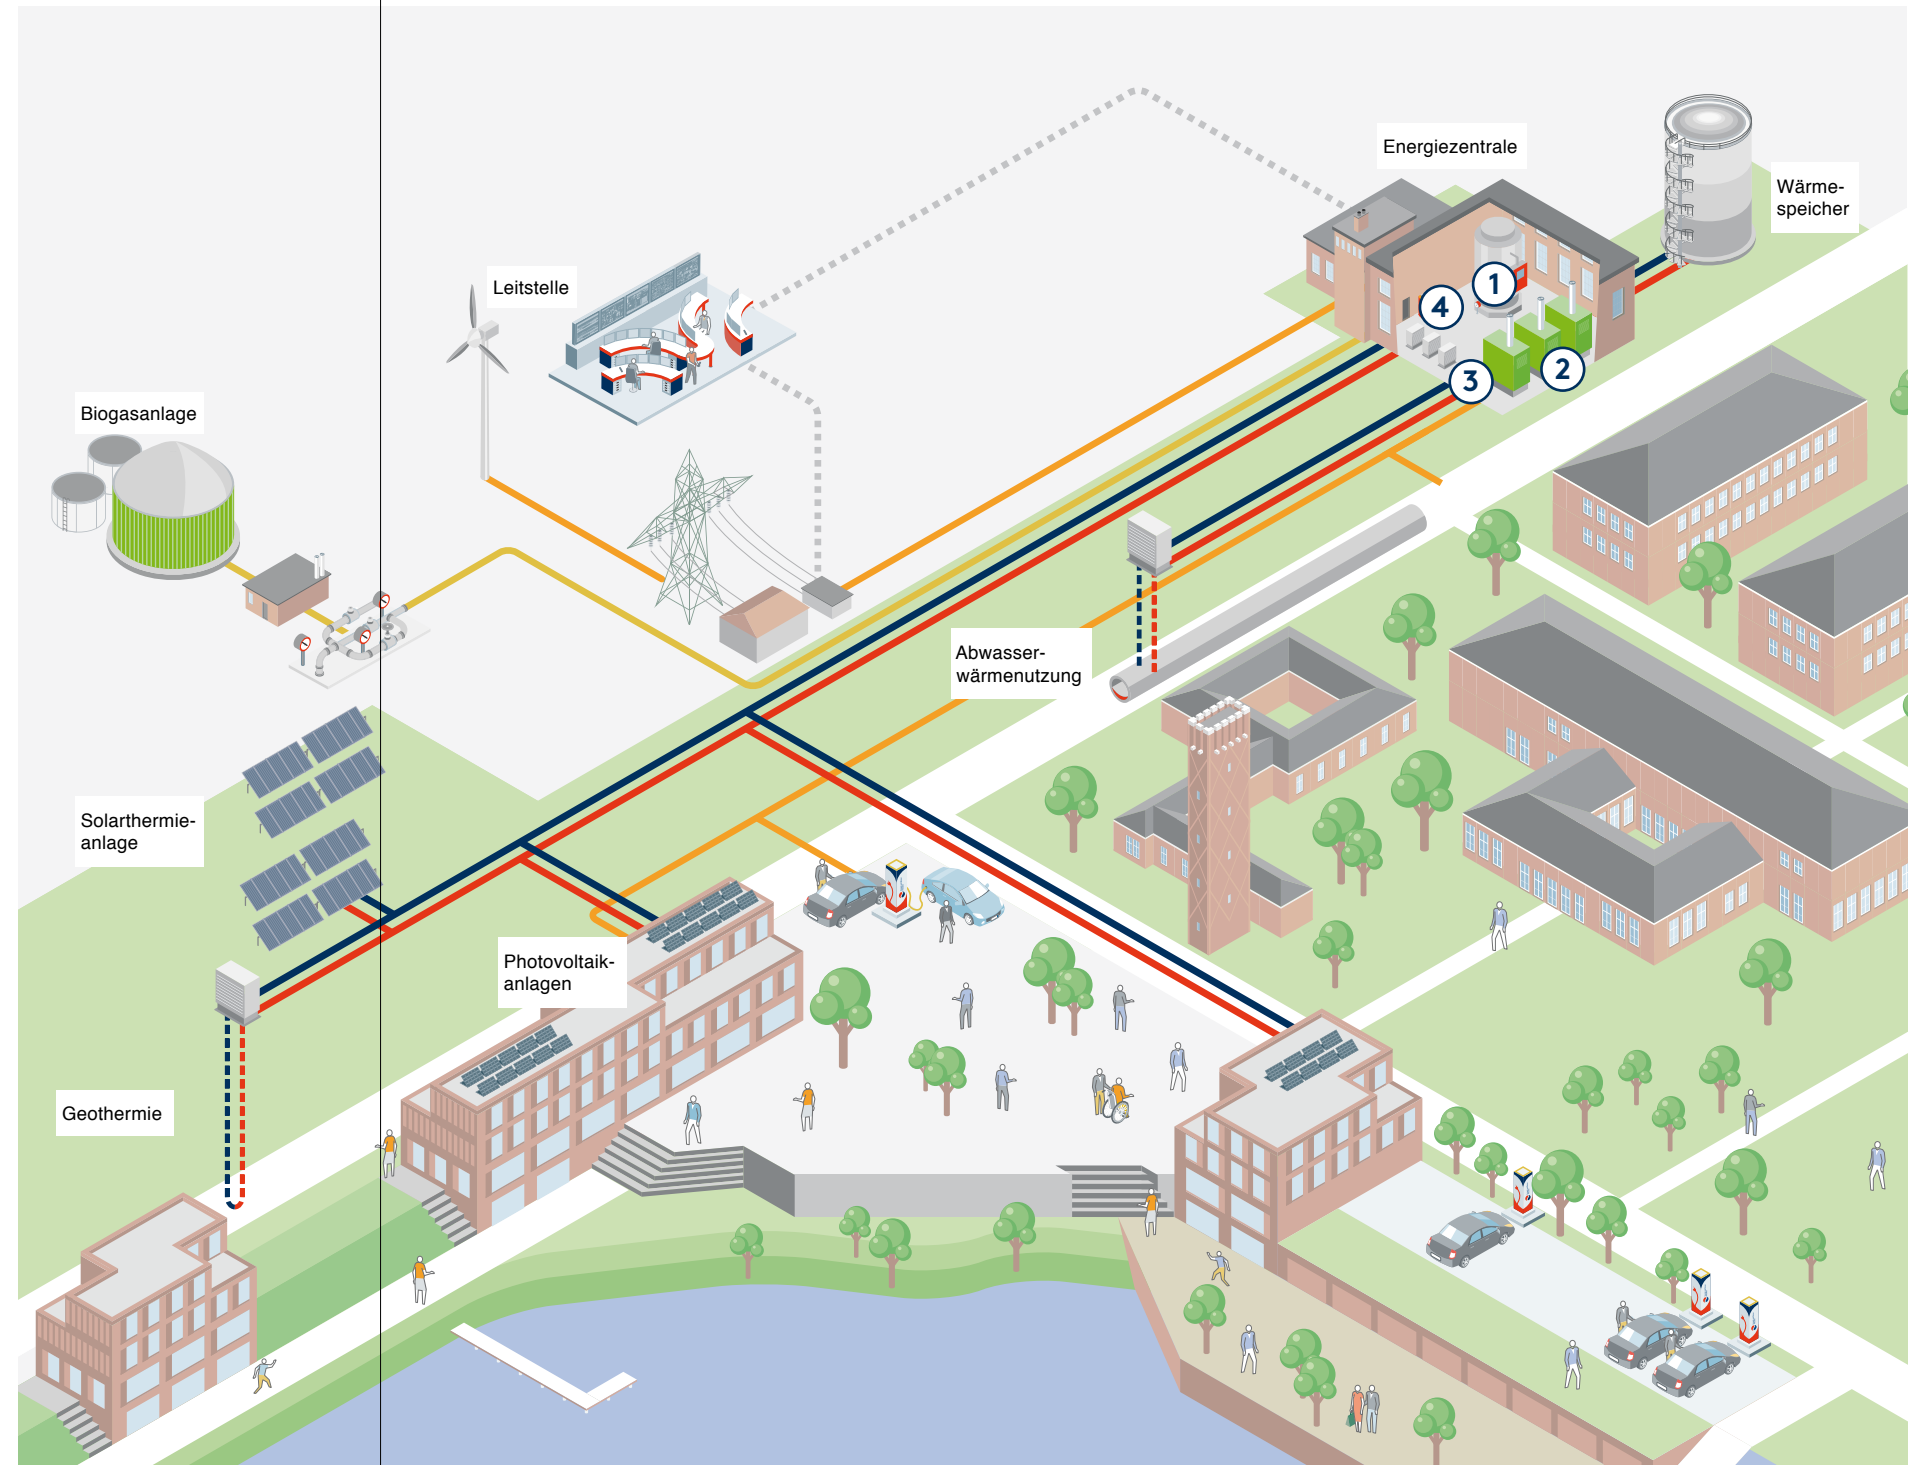 Energiezentrale
Wärme-
speicher
Leitstelle
1
4
2
3
Biogasanlage
Abwasser-
wärmenutzung
Solarthermie-
anlage
Photovoltaik-
anlagen
Geothermie